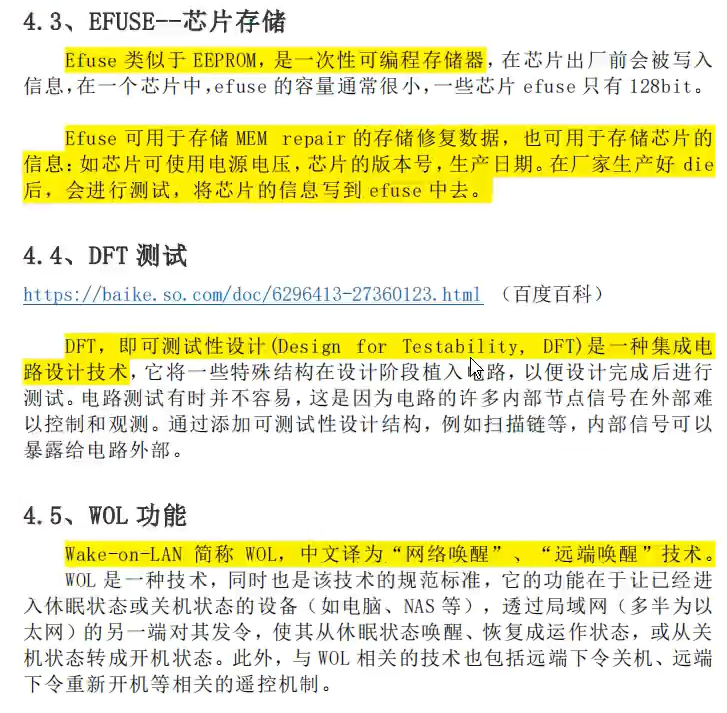 4.3、EFUSE--芯片存储
Efuse 类似于 EEPROM，是一次性可编程存储器，在芯片出厂前会被写入
信息，在一个芯片中，efuse 的容量通常很小，一些芯片 efuse 只有 128bit。
Efuse 可用于存储 MEM repair 的存储修复数据，也可用于存储芯片的
信息：如芯片可使用电源电压，芯片的版本号，生产日期。在厂家生产好 die
后，会进行测试，将芯片的信息写到 efuse 中去。
4.4、DFT 测试
https://baike.so.com/doc/6296413-27360123.html （百度百科）
DFT，即可测试性设计(Design for Testability, DFT)是一种集成电
路设计技术，它将一些特殊结构在设计阶段植入电路，以便设计完成后进行
测试。电路测试有时并不容易，这是因为电路的许多内部节点信号在外部难
以控制和观测。通过添加可测试性设计结构，例如扫描链等，内部信号可以
暴露给电路外部。
4.5、WOL 功能
Wake-on-LAN 简称 WOL，中文译为“网络唤醒”、“远端唤醒”技术。
WOL 是一种技术，同时也是该技术的规范标准，它的功能在于让已经进
入休眠状态或关机状态的设备（如电脑、NAS 等），透过局域网（多半为以
太网）的另一端对其发令，使其从休眠状态唤醒、恢复成运作状态，或从关
机状态转成开机状态。此外，与 WOL 相关的技术也包括远端下令关机、远端
下令重新开机等相关的遥控机制。